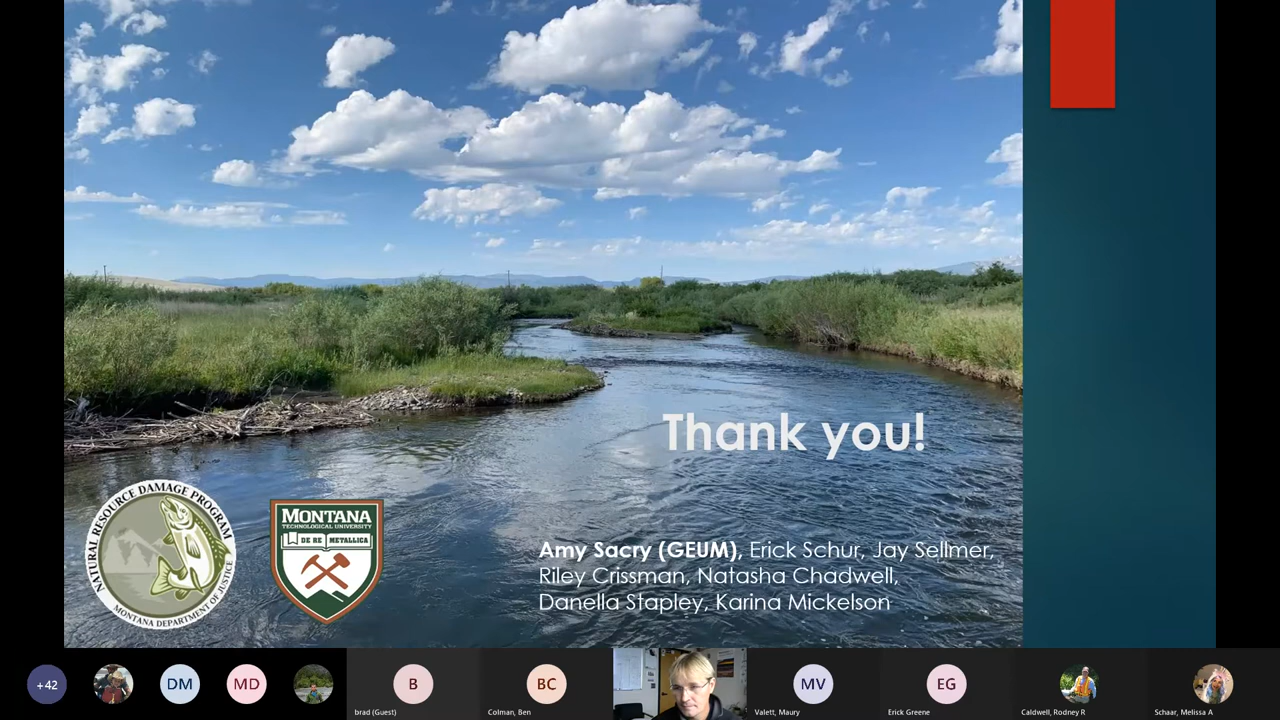 Thank you!
NATURAL RESOURCE DAMAGE PROGRAM
MONTANA DEPARTMENT OF JUSTICE
MONTANA
TECHNOLOGICAL UNIVERSITY
DE RE METALLICA
Amy Sacry (GEUM), Erick Schur, Jay Sellmer,
Riley Crissman, Natasha Chadwell,
Danella Stapley, Karina Mickelson
+42
DM
MD
B
BC
MV
EG
brad (Guest)
Colman, Ben
Valett, Maury
Erick Greene
Caldwell, Rodney R
Schaar, Melissa A